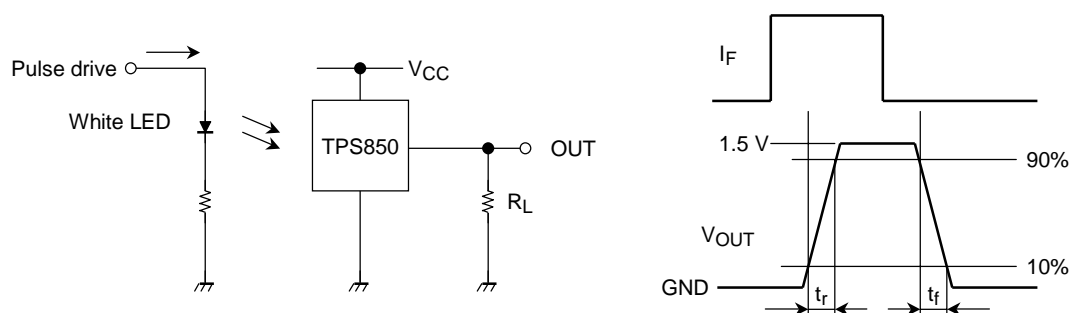 Pulse drive
White LED
VCC
TPS850
OUT
RL
IF
1.5 V
90%
VOUT
10%
GND
tr
tf